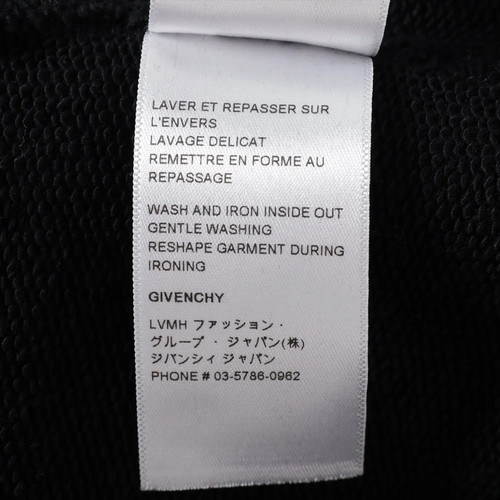 LAVER ET REPASSER SUR
L'ENVERS
LAVAGE DELICAT
REMETTRE EN FORME AU
REPASSAGE
WASH AND IRON INSIDE OUT
GENTLE WASHING
RESHAPE GARMENT DURING
IRONING
GIVENCHY
LVMH ファッション・
グループ・ジャパン(株)
ジバンシィ ジャパン
PHONE # 03-5786-0962